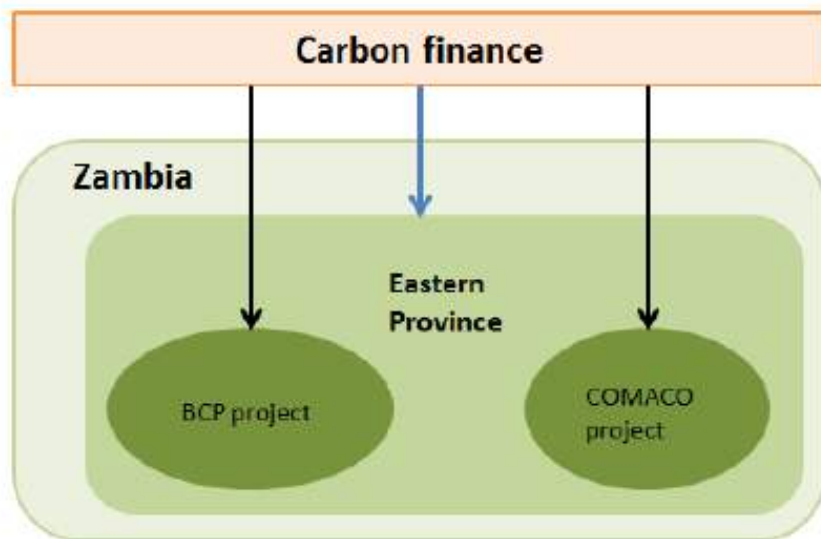 Carbon finance
Zambia
Eastern
Province
BCP project
COMACO
project